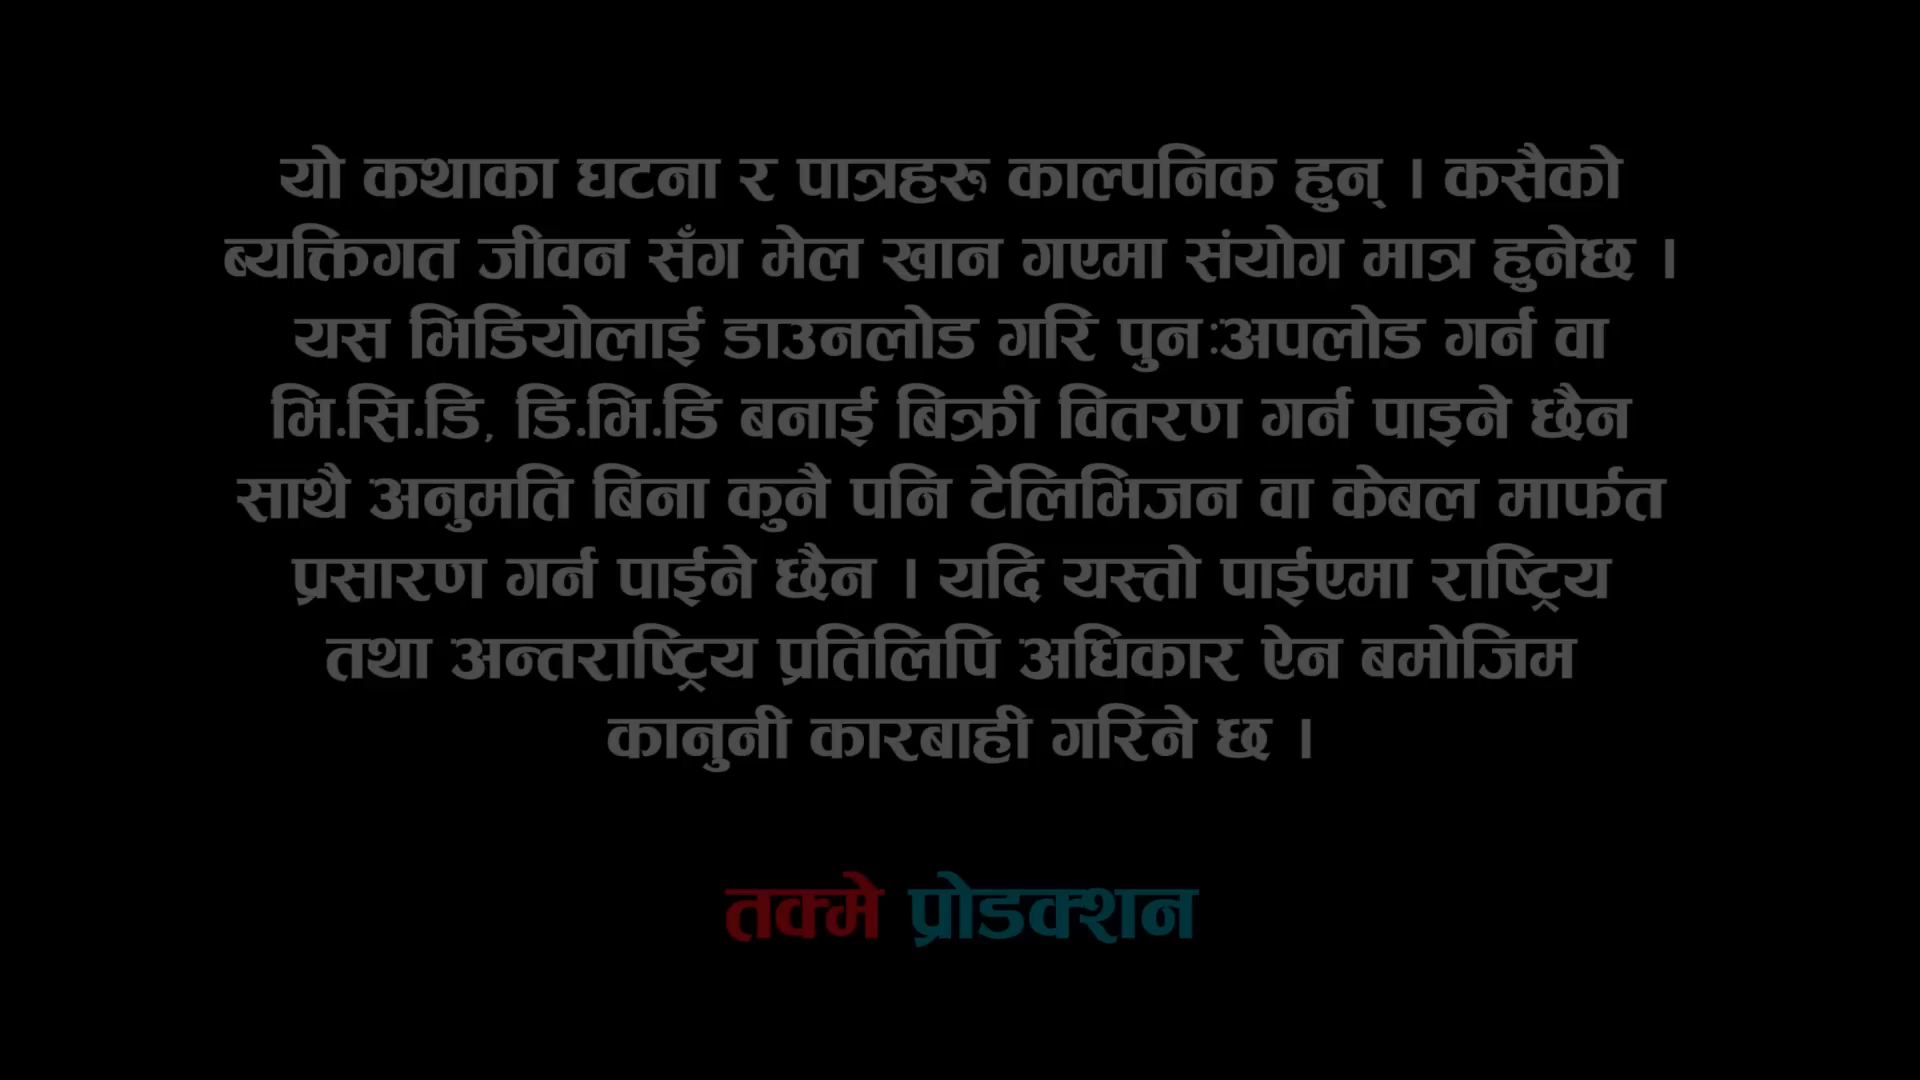 यो कथाका घटना र पात्रहरु काल्पनिक हुन् । कसैको
ब्यक्तिगत जीवन सँग मेल खान गएमा संयोग मात्र हुनेछ ।
यस भिडियोलाई डाउनलोड गरि पुनःअपलोड गर्न वा
भि.सि.डि, डि.भि.डि बनाई बिक्री वितरण गर्न पाइने छैन
साथै अनुमति बिना कुनै पनि टेलिभिजन वा केबल मार्फत
प्रसारण गर्न पाईने छैन । यदि यस्तो पाईएमा राष्ट्रिय
तथा अन्तराष्ट्रिय प्रतिलिपि अधिकार ऐन बमोजिम
कानुनी कारबाही गरिने छ ।
तक्मे प्रोडक्शन